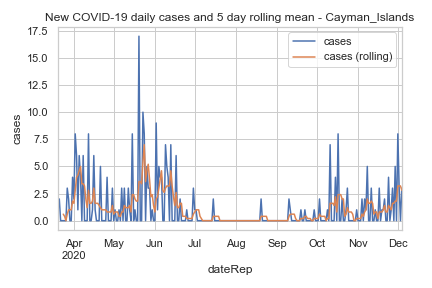 New COVID-19 daily cases and 5 day rolling mean - Cayman_Islands
cases
cases (rolling)
cases
17.5
15.0
12.5
10.0
7.5
5.0
2.5
0.0
Apr May Jun Jul Aug Sep Oct Nov Dec
2020
dateRep